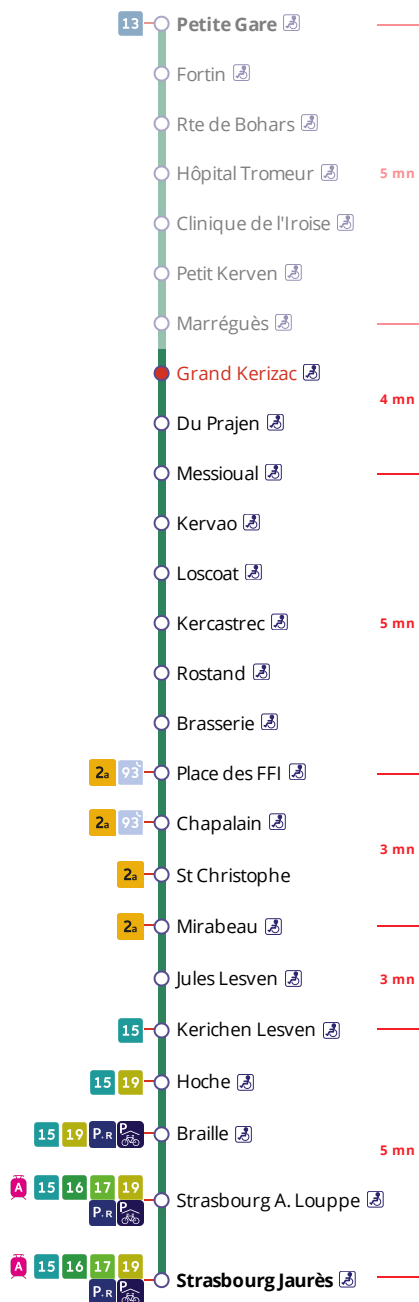 13 Petite Gare
Fortin
Rte de Bohars
Hôpital Tromeur 5 mn
Clinique de l'Iroise
Petit Kerven
Marréguès
Grand Kerizac
4 mn
Du Prajen
Messioual
Kervao
Loscoat
Kercastrec 5 mn
Rostand
Brasserie
2a 93 Place des FFI
2a 93 Chapalain
3 mn
2a St Christophe
2a Mirabeau
Jules Lesven 3 mn
15 Kerichen Lesven
15 19 Hoche
15 19 P+R P Braille
5 mn
A 15 16 17 19
Strasbourg A. Louppe
P+R P
A 15 16 17 19
Strasbourg Jaurès
P+R P